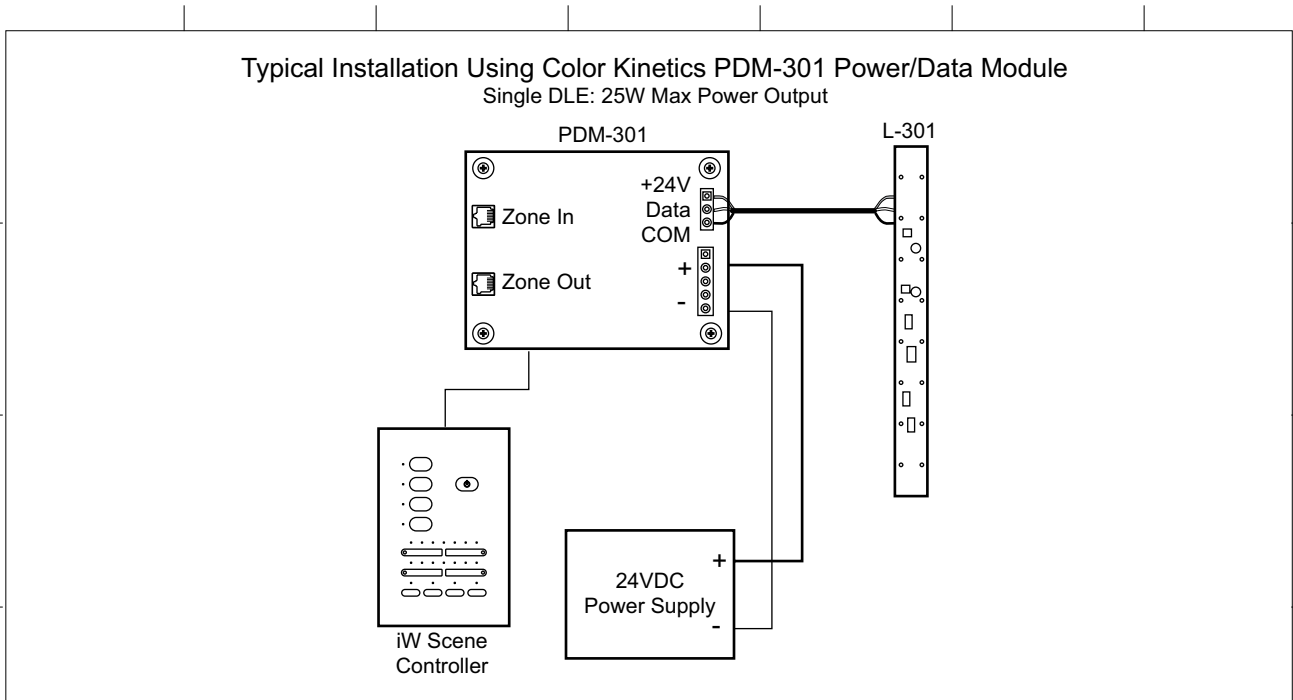 Typical Installation Using Color Kinetics PDM-301 Power/Data Module
Single DLE: 25W Max Power Output
PDM-301
L-301
+24V
Data
COM
Zone In
Zone Out
+
-
24VDC
Power Supply
+
-
iW Scene
Controller